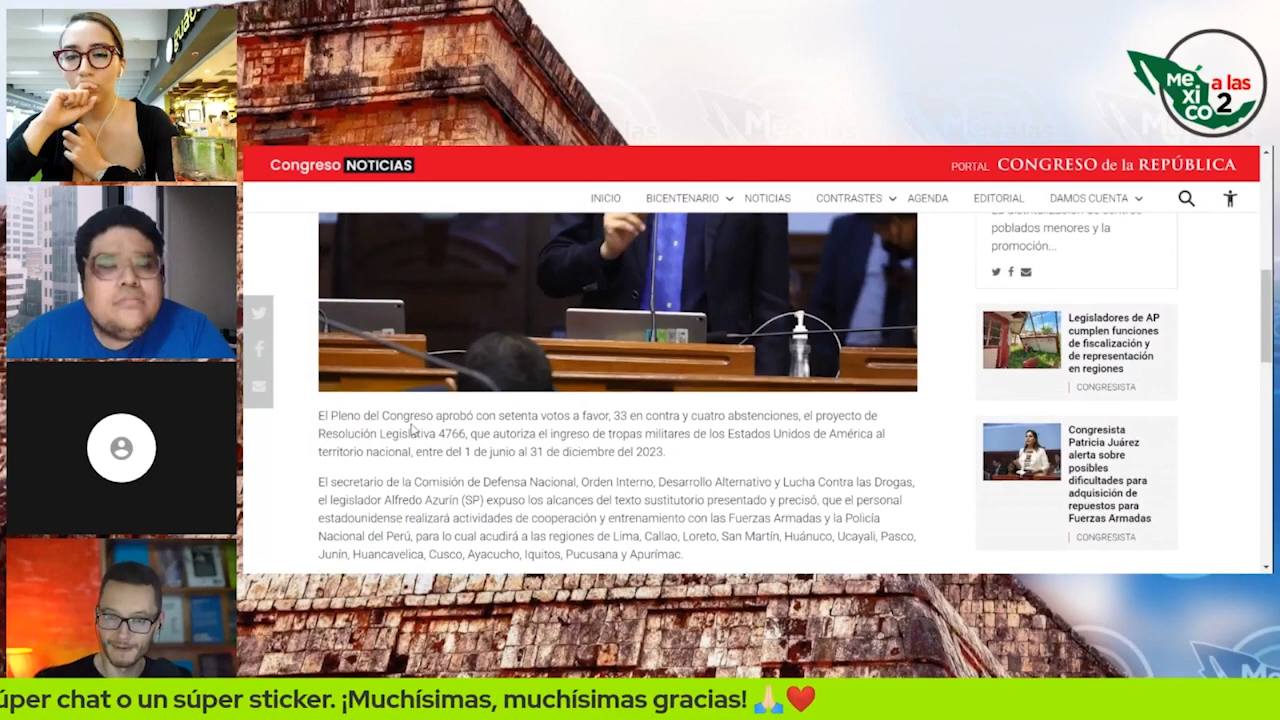 guac
Mé
xi
co
a las
2
Congreso NOTICIAS
PORTAL CONGRESO de la REPÚBLICA
INICIO
BICENTENARIO
NOTICIAS
CONTRASTES
AGENDA
EDITORIAL
DAMOS CUENTA
poblados menores y la
promoción...
Legisladores de AP
cumplen funciones
de fiscalización y
de representación
en regiones
CONGRESISTA
Congresista
Patricia Juárez
alerta sobre
posibles
dificultades para
adquisición de
repuestos para
Fuerzas Armadas
CONGRESISTA
El Pleno del Congreso aprobó con setenta votos a favor, 33 en contra y cuatro abstenciones, el proyecto de
Resolución Legislativa 4766, que autoriza el ingreso de tropas militares de los Estados Unidos de América al
territorio nacional, entre del 1 de junio al 31 de diciembre del 2023.
El secretario de la Comisión de Defensa Nacional, Orden Interno, Desarrollo Alternativo y Lucha Contra las Drogas,
el legislador Alfredo Azurín (SP) expuso los alcances del texto sustitutorio presentado y precisó, que el personal
estadounidense realizará actividades de cooperación y entrenamiento con las Fuerzas Armadas y la Policía
Nacional del Perú, para lo cual acudirá a las regiones de Lima, Callao, Loreto, San Martín, Huánuco, Ucayali, Pasco,
Junín, Huancavelica, Cusco, Ayacucho, Iquitos, Pucusana y Apurímac.
úper chat o un súper sticker. ¡Muchísimas, muchísimas gracias! 🙏🏼❤️